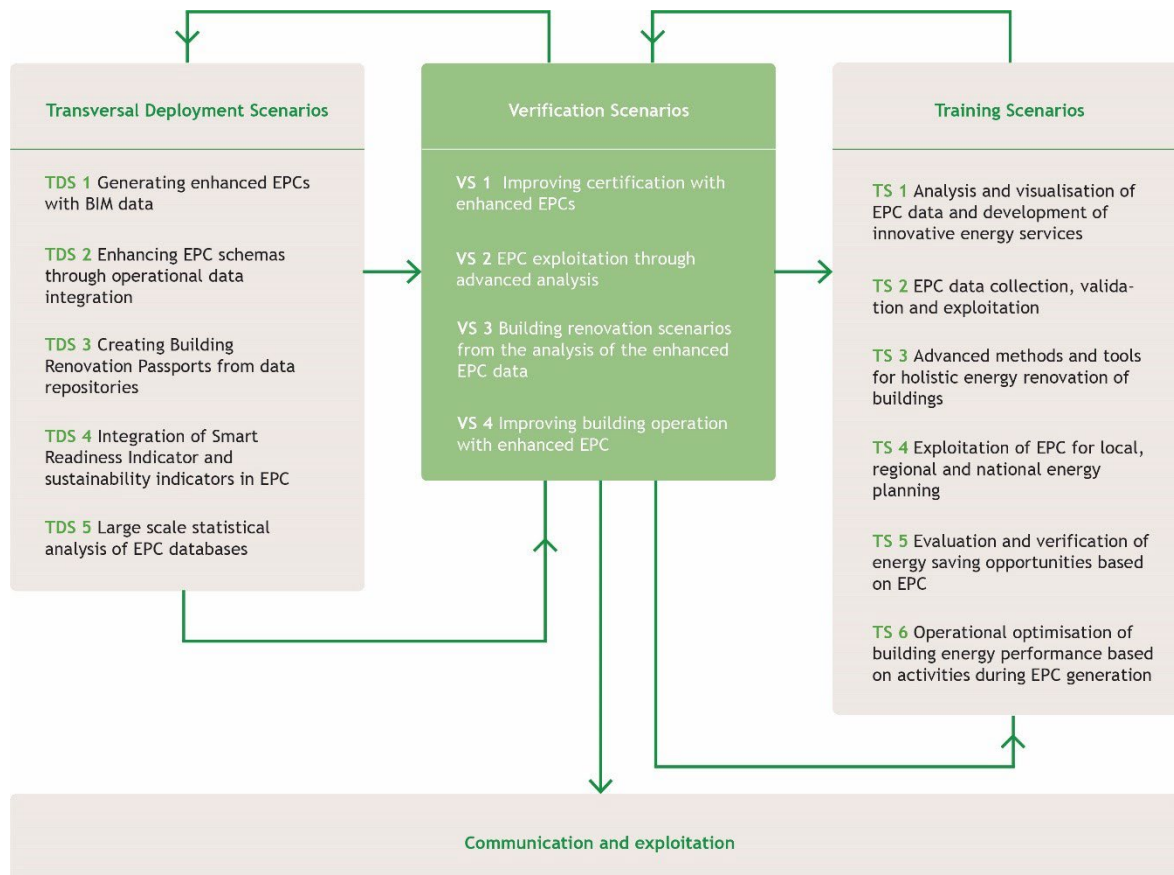 Transversal Deployment Scenarios
TDS 1 Generating enhanced EPCs
with BIM data
TDS 2 Enhancing EPC schemas
through operational data
integration
TDS 3 Creating Building
Renovation Passports from data
repositories
TDS 4 Integration of Smart
Readiness Indicator and
sustainability indicators in EPC
TDS 5 Large scale statistical
analysis of EPC databases
Verification Scenarios
VS 1 Improving certification with
enhanced EPCs
VS 2 EPC exploitation through
advanced analysis
VS 3 Building renovation scenarios
from the analysis of the enhanced
EPC data
VS 4 Improving building operation
with enhanced EPC
Training Scenarios
TS 1 Analysis and visualisation of
EPC data and development of
innovative energy services
TS 2 EPC data collection, valida-
tion and exploitation
TS 3 Advanced methods and tools
for holistic energy renovation of
buildings
TS 4 Exploitation of EPC for local,
regional and national energy
planning
TS 5 Evaluation and verification of
energy saving opportunities based
on EPC
TS 6 Operational optimisation of
building energy performance based
on activities during EPC generation
Communication and exploitation